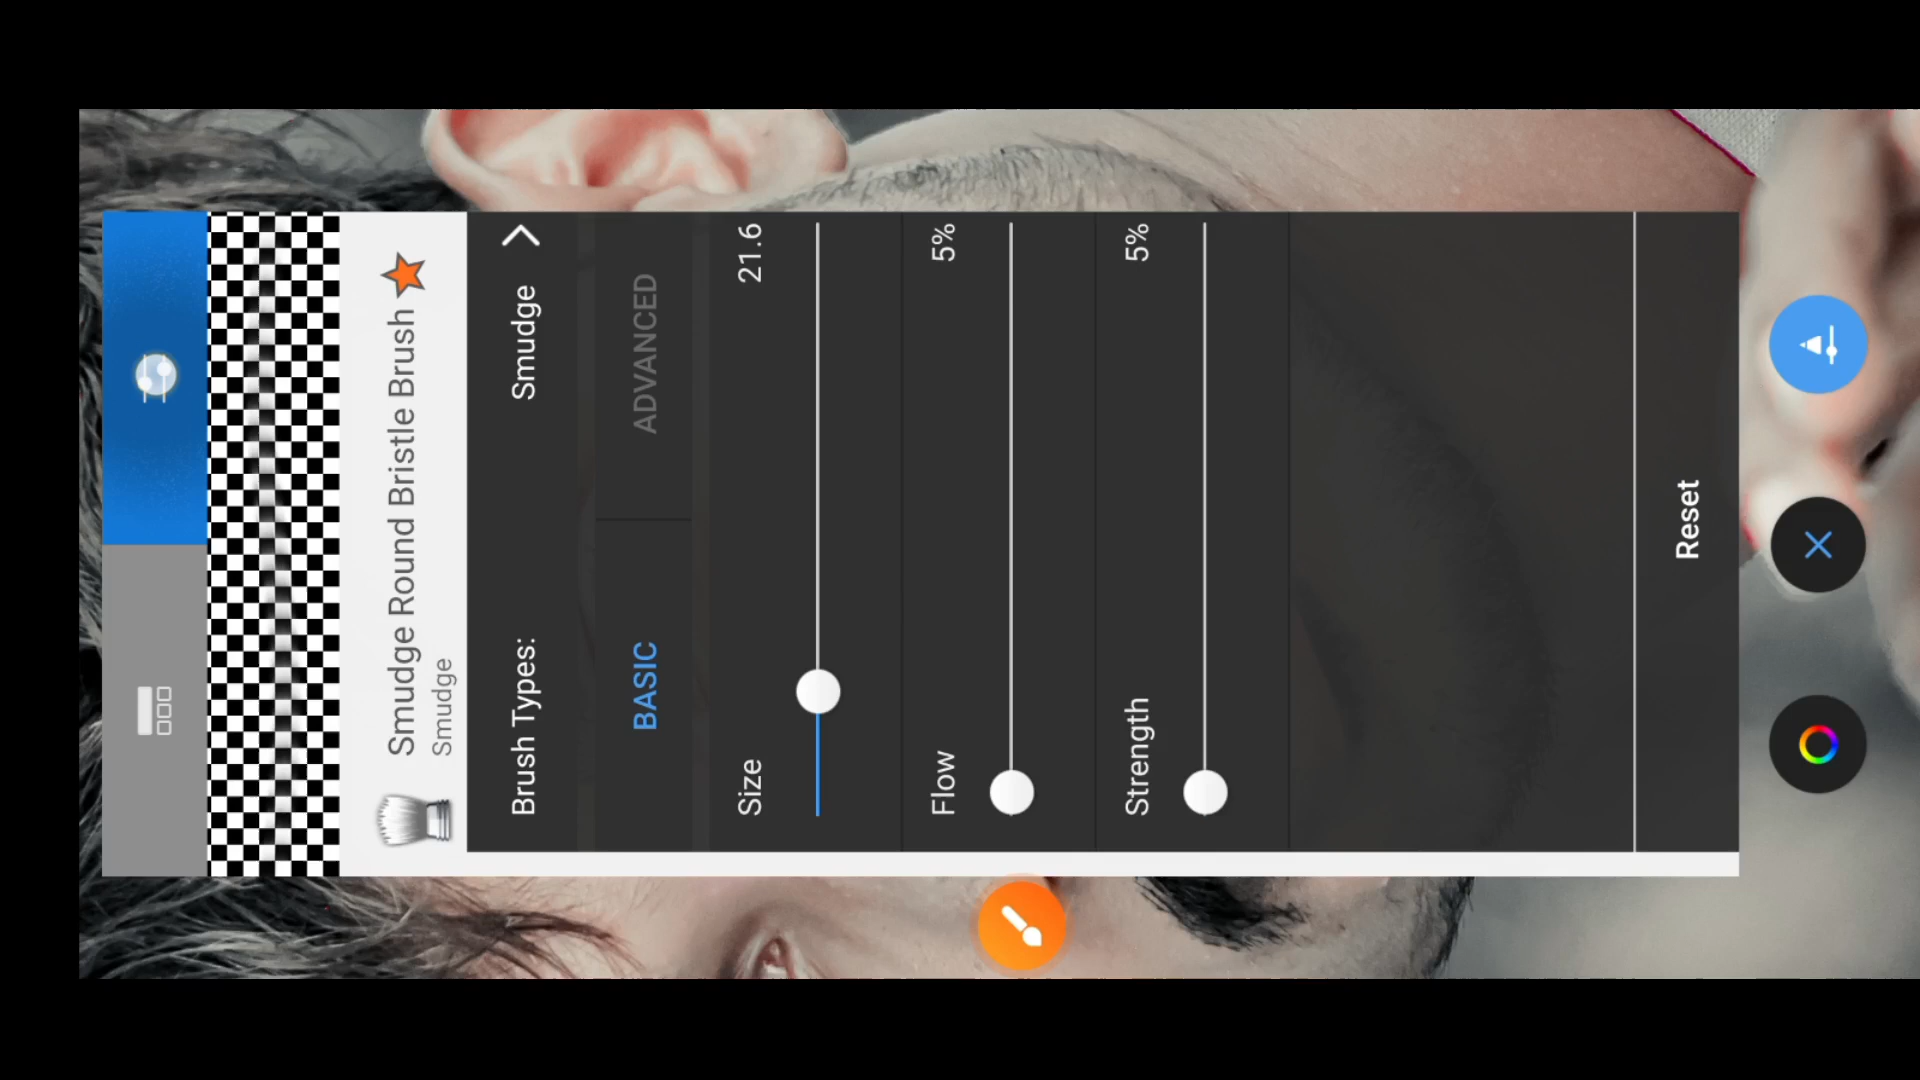 Smudge Round Bristle Brush
Smudge
Brush Types: Smudge
BASIC ADVANCED
Size 21.6
Flow 5%
Strength 5%
Reset